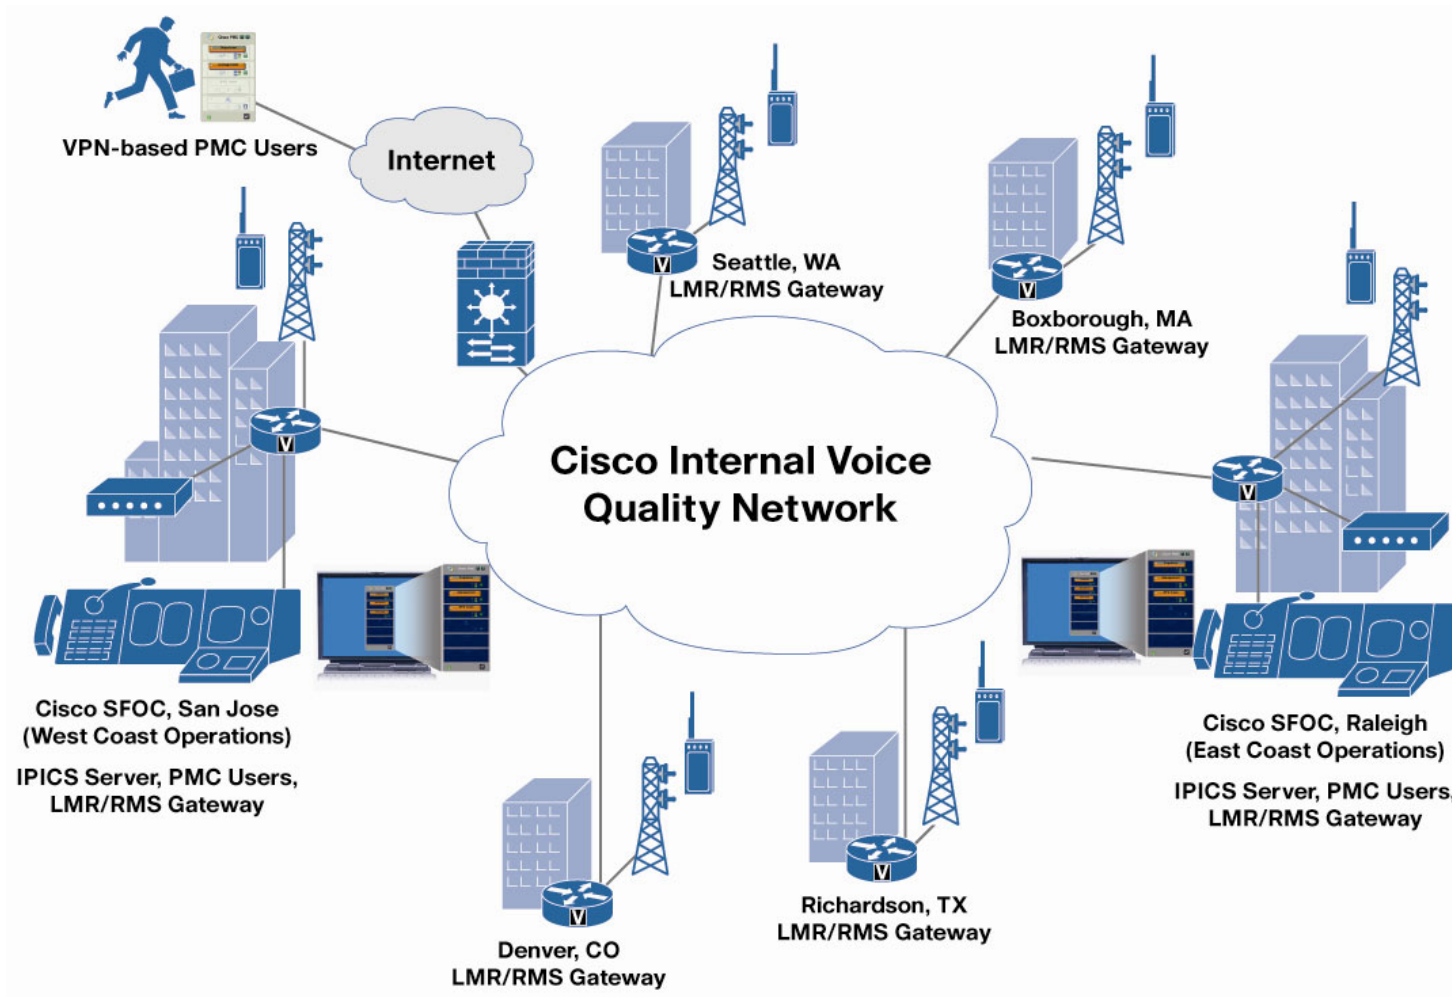 VPN-based PMC Users
Internet
Seattle, WA
LMR/RMS Gateway
Boxborough, MA
LMR/RMS Gateway
Cisco Internal Voice
Quality Network
V
V
V
V
V
V
Cisco SFOC, San Jose
(West Coast Operations)
IPICS Server, PMC Users,
LMR/RMS Gateway
Cisco SFOC, Raleigh
(East Coast Operations)
IPICS Server, PMC Users,
LMR/RMS Gateway
Richardson, TX
LMR/RMS Gateway
Denver, CO
LMR/RMS Gateway